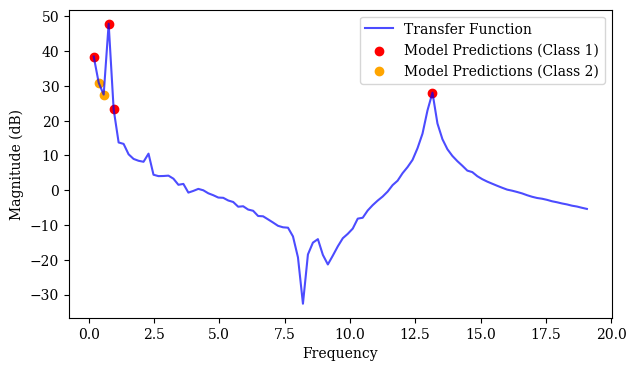 Transfer Function
Model Predictions (Class 1)
Model Predictions (Class 2)
Magnitude (dB)
50
40
30
20
10
0
−10
−20
−30
0.0 2.5 5.0 7.5 10.0 12.5 15.0 17.5 20.0
Frequency